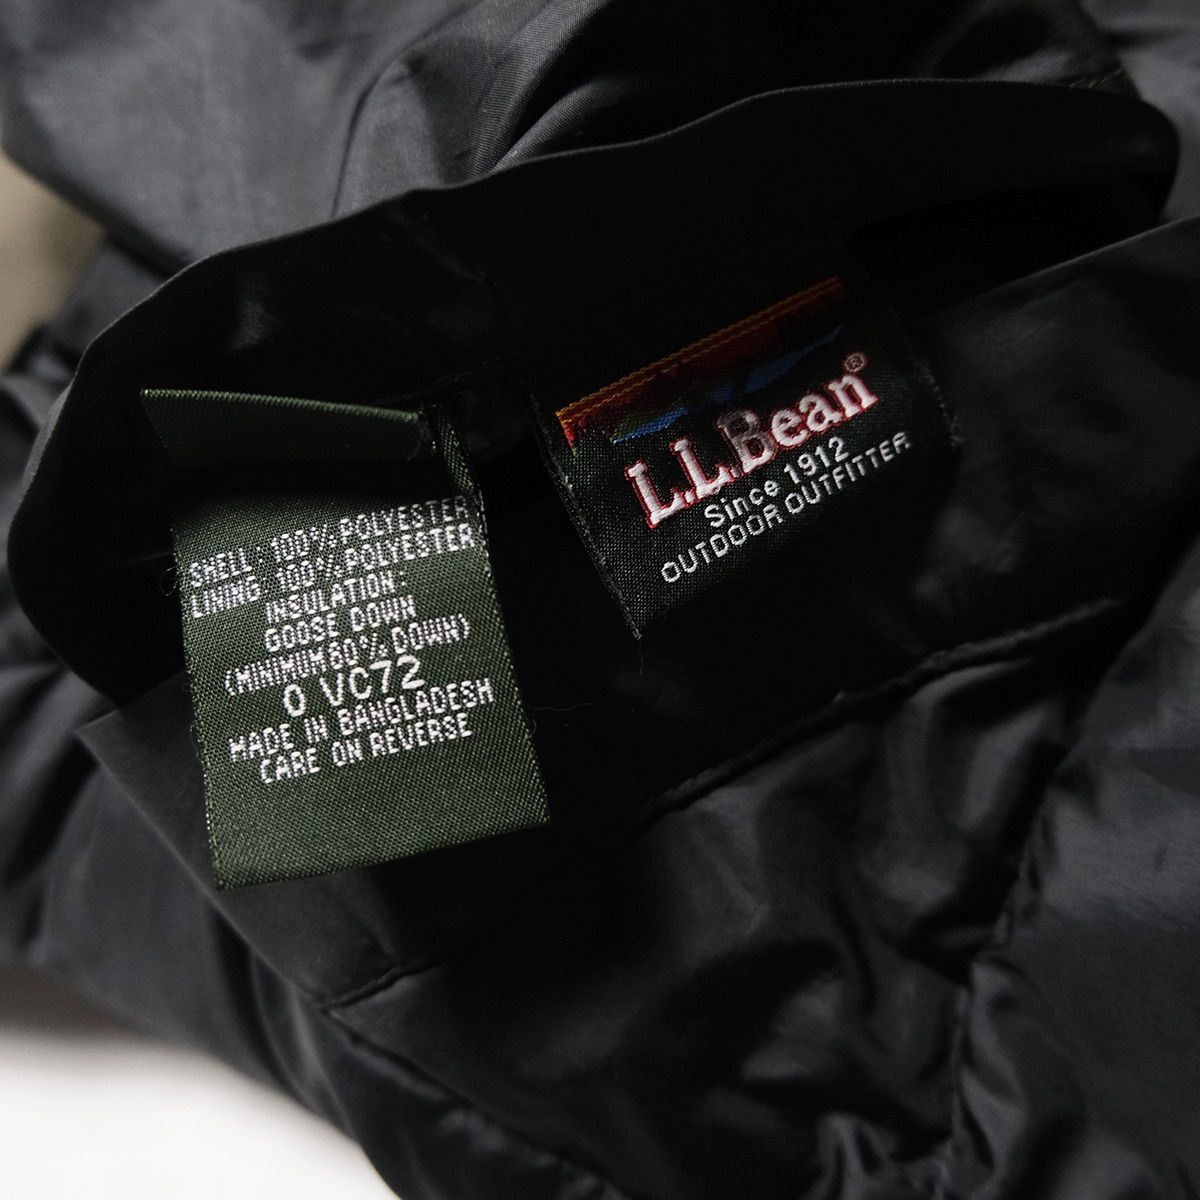 SHELL: 100% POLYESTER
LINING: 100% POLYESTER
INSULATION:
GOOSE DOWN
(MINIMUM 80% DOWN)
0 VC72
MADE IN BANGLADESH
CARE ON REVERSE
L.L.Bean®
Since 1912
OUTDOOR OUTFITTER